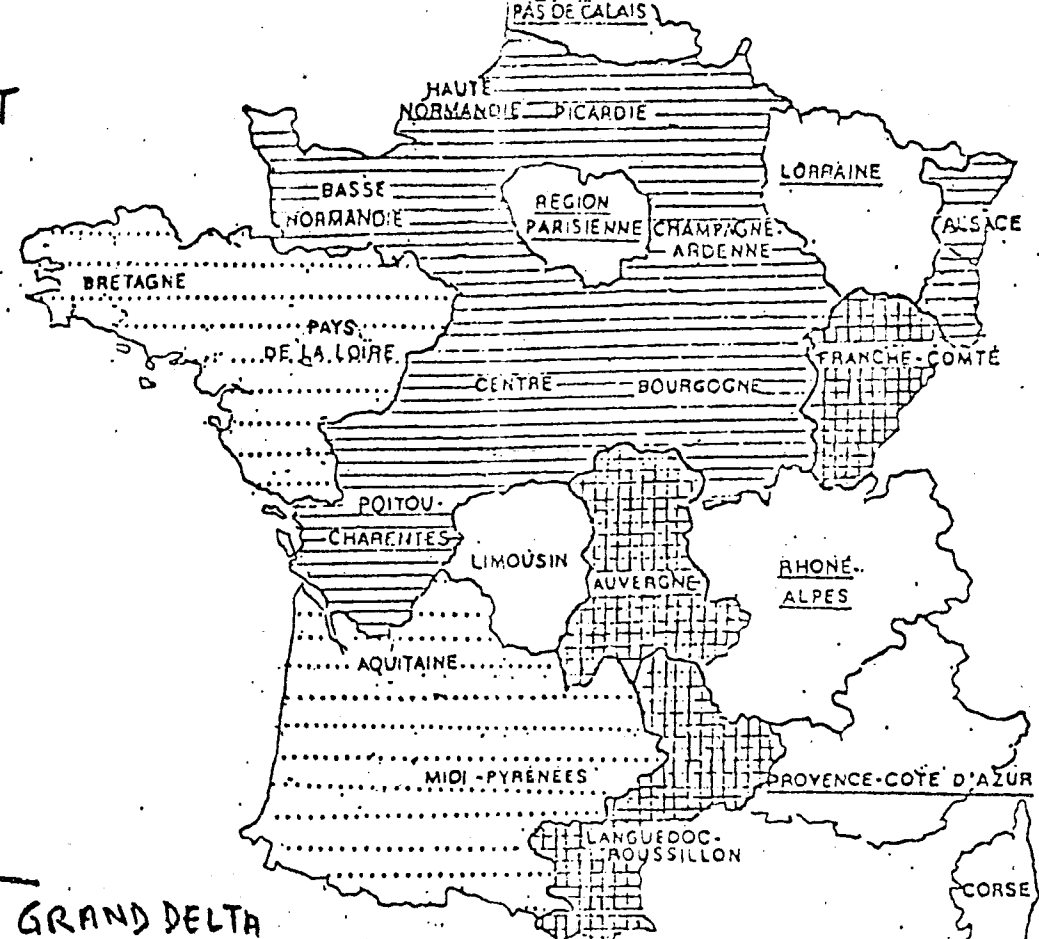 PAS DE CALAIS
T
HAUTE
NORMANDIE
PICARDIE
BASSE
NORMANDIE
RÉGION
PARISIENNE
CHAMPAGNE-
ARDENNE
LORRAINE
ALSACE
BRETAGNE
PAYS
DE LA LOIRE
CENTRE
BOURGOGNE
FRANCHE-COMTÉ
POITOU-
CHARENTES
LIMOUSIN
AUVERGNE
RHONE-
ALPES
AQUITAINE
MIDI-PYRÉNÉES
PROVENCE-COTE D'AZUR
LANGUEDOC-
ROUSSILLON
CORSE
GRAND DELTA